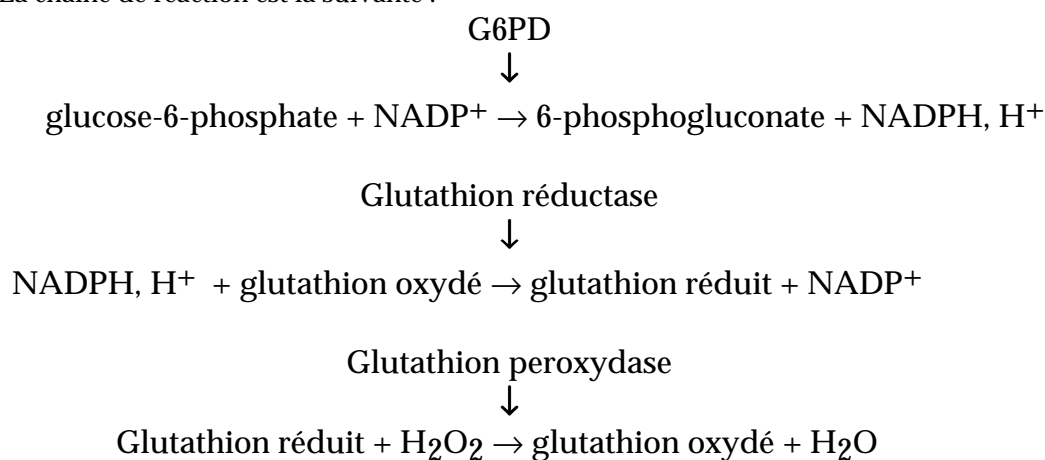 La chaîne de réaction est la suivante :
G6PD
↓
glucose-6-phosphate + NADP⁺ → 6-phosphogluconate + NADPH, H⁺
Glutathion réductase
↓
NADPH, H⁺ + glutathion oxydé → glutathion réduit + NADP⁺
Glutathion peroxydase
↓
Glutathion réduit + H₂O₂ → glutathion oxydé + H₂O